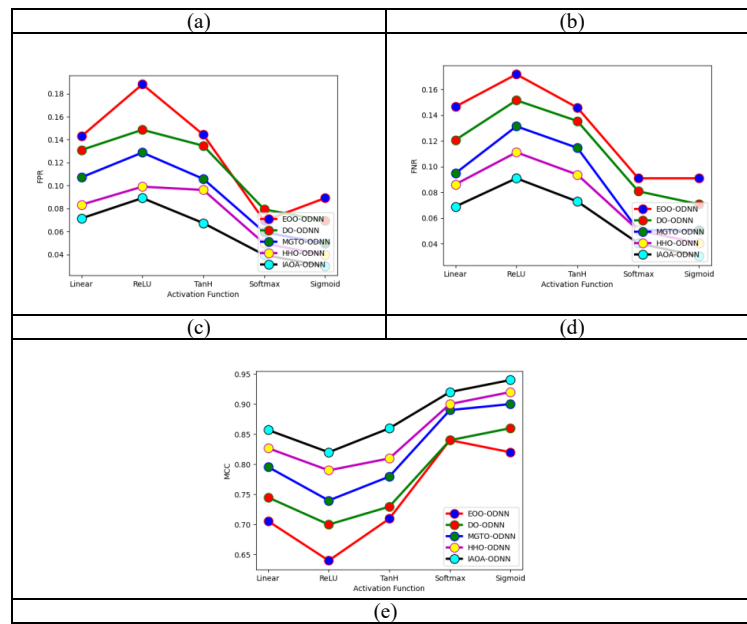 (a) (b)
0.18
0.16
0.14
0.12
0.10
0.08
0.06
0.04
FPR
Linear ReLU TanH Softmax Sigmoid
Activation Function
EOO-ODNN
DO-ODNN
MGTO-ODNN
HHO-ODNN
IAOA-ODNN
0.16
0.14
0.12
0.10
0.08
0.06
0.04
FNR
Linear ReLU TanH Softmax Sigmoid
Activation Function
EOO-ODNN
DO-ODNN
MGTO-ODNN
HHO-ODNN
IAOA-ODNN
(c) (d)
0.95
0.90
0.85
0.80
0.75
0.70
0.65
MCC
Linear ReLU TanH Softmax Sigmoid
Activation Function
EOO-ODNN
DO-ODNN
MGTO-ODNN
HHO-ODNN
IAOA-ODNN
(e)